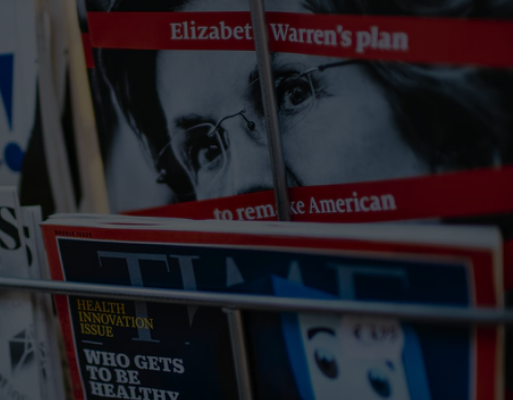 Elizabeth Warren's plan
to remake American
S
TIME
HEALTH
INNOVATION
ISSUE
WHO GETS
TO BE
HEALTHY